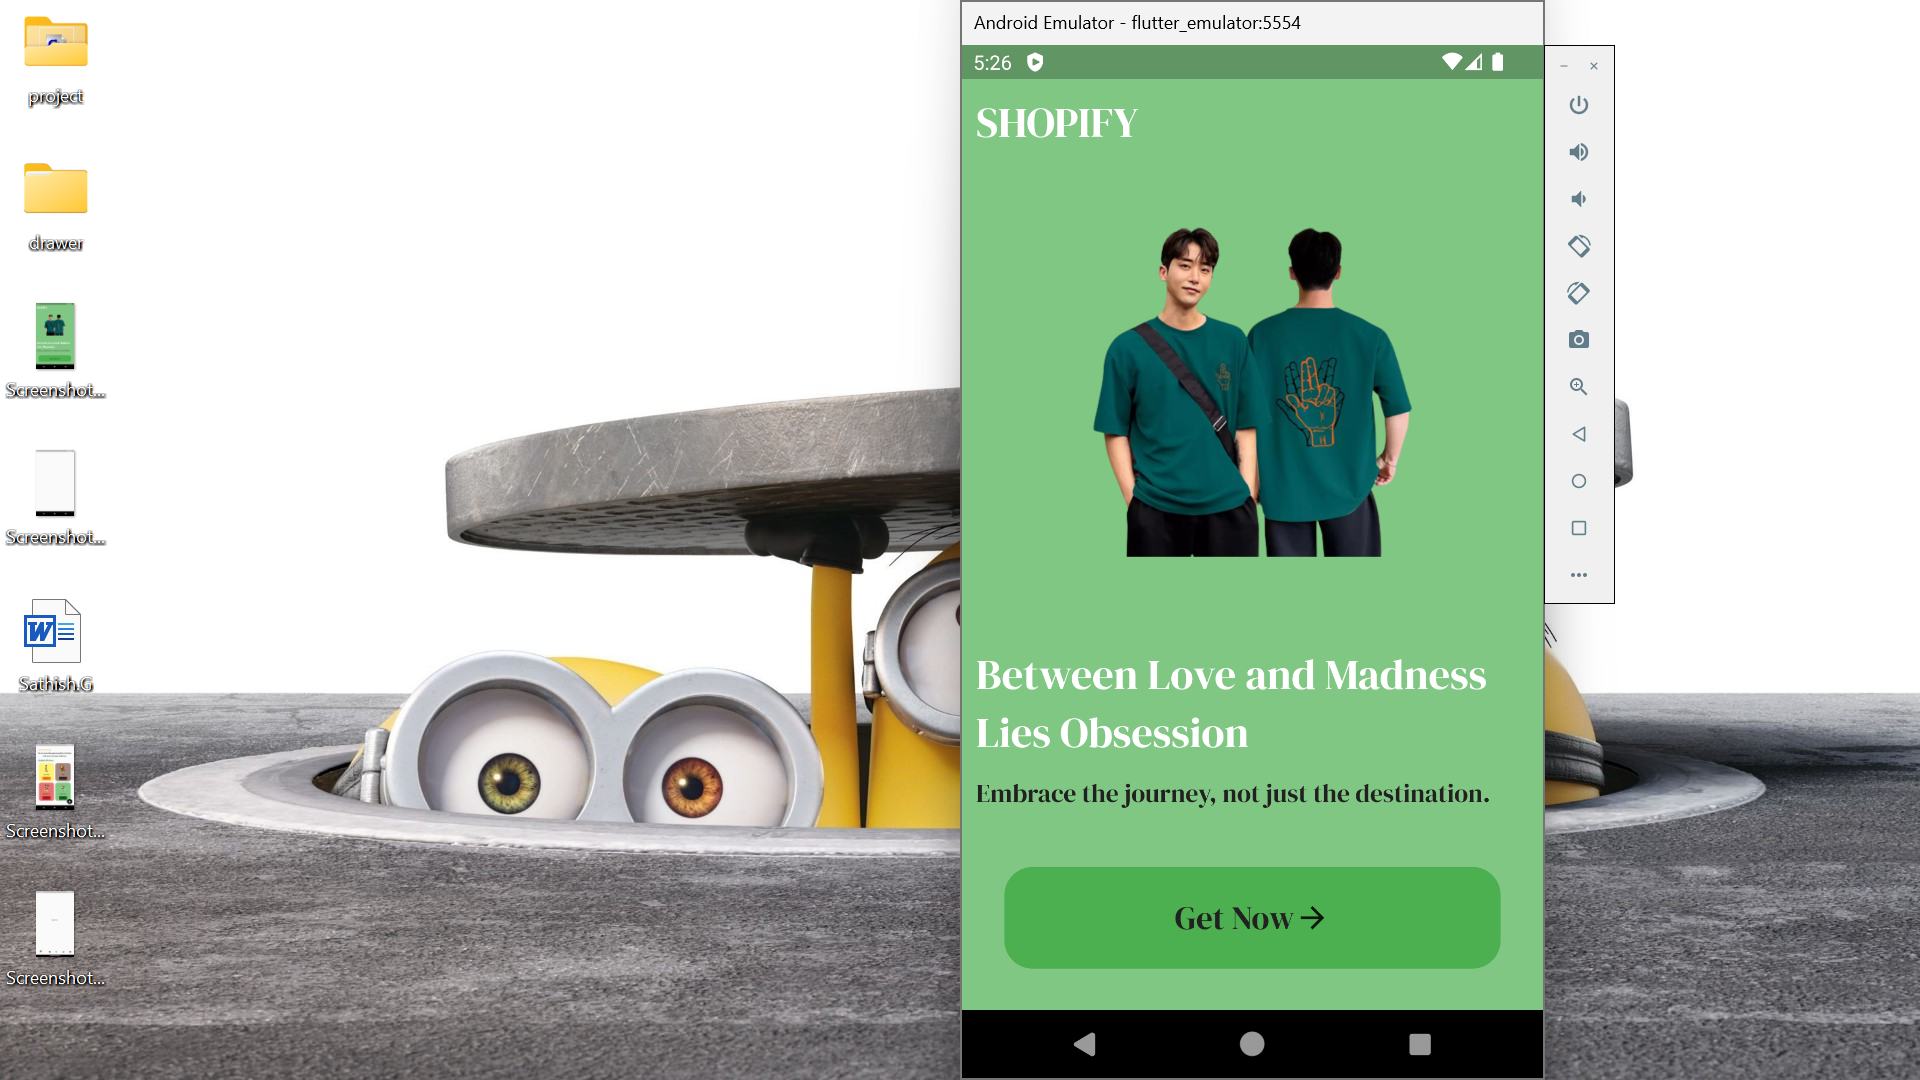 project
drawer
Screenshot...
Screenshot...
Sathish.G
Screenshot...
Screenshot...
Android Emulator - flutter_emulator:5554
5:26
SHOPIFY
Between Love and Madness
Lies Obsession
Embrace the journey, not just the destination.
Get Now →